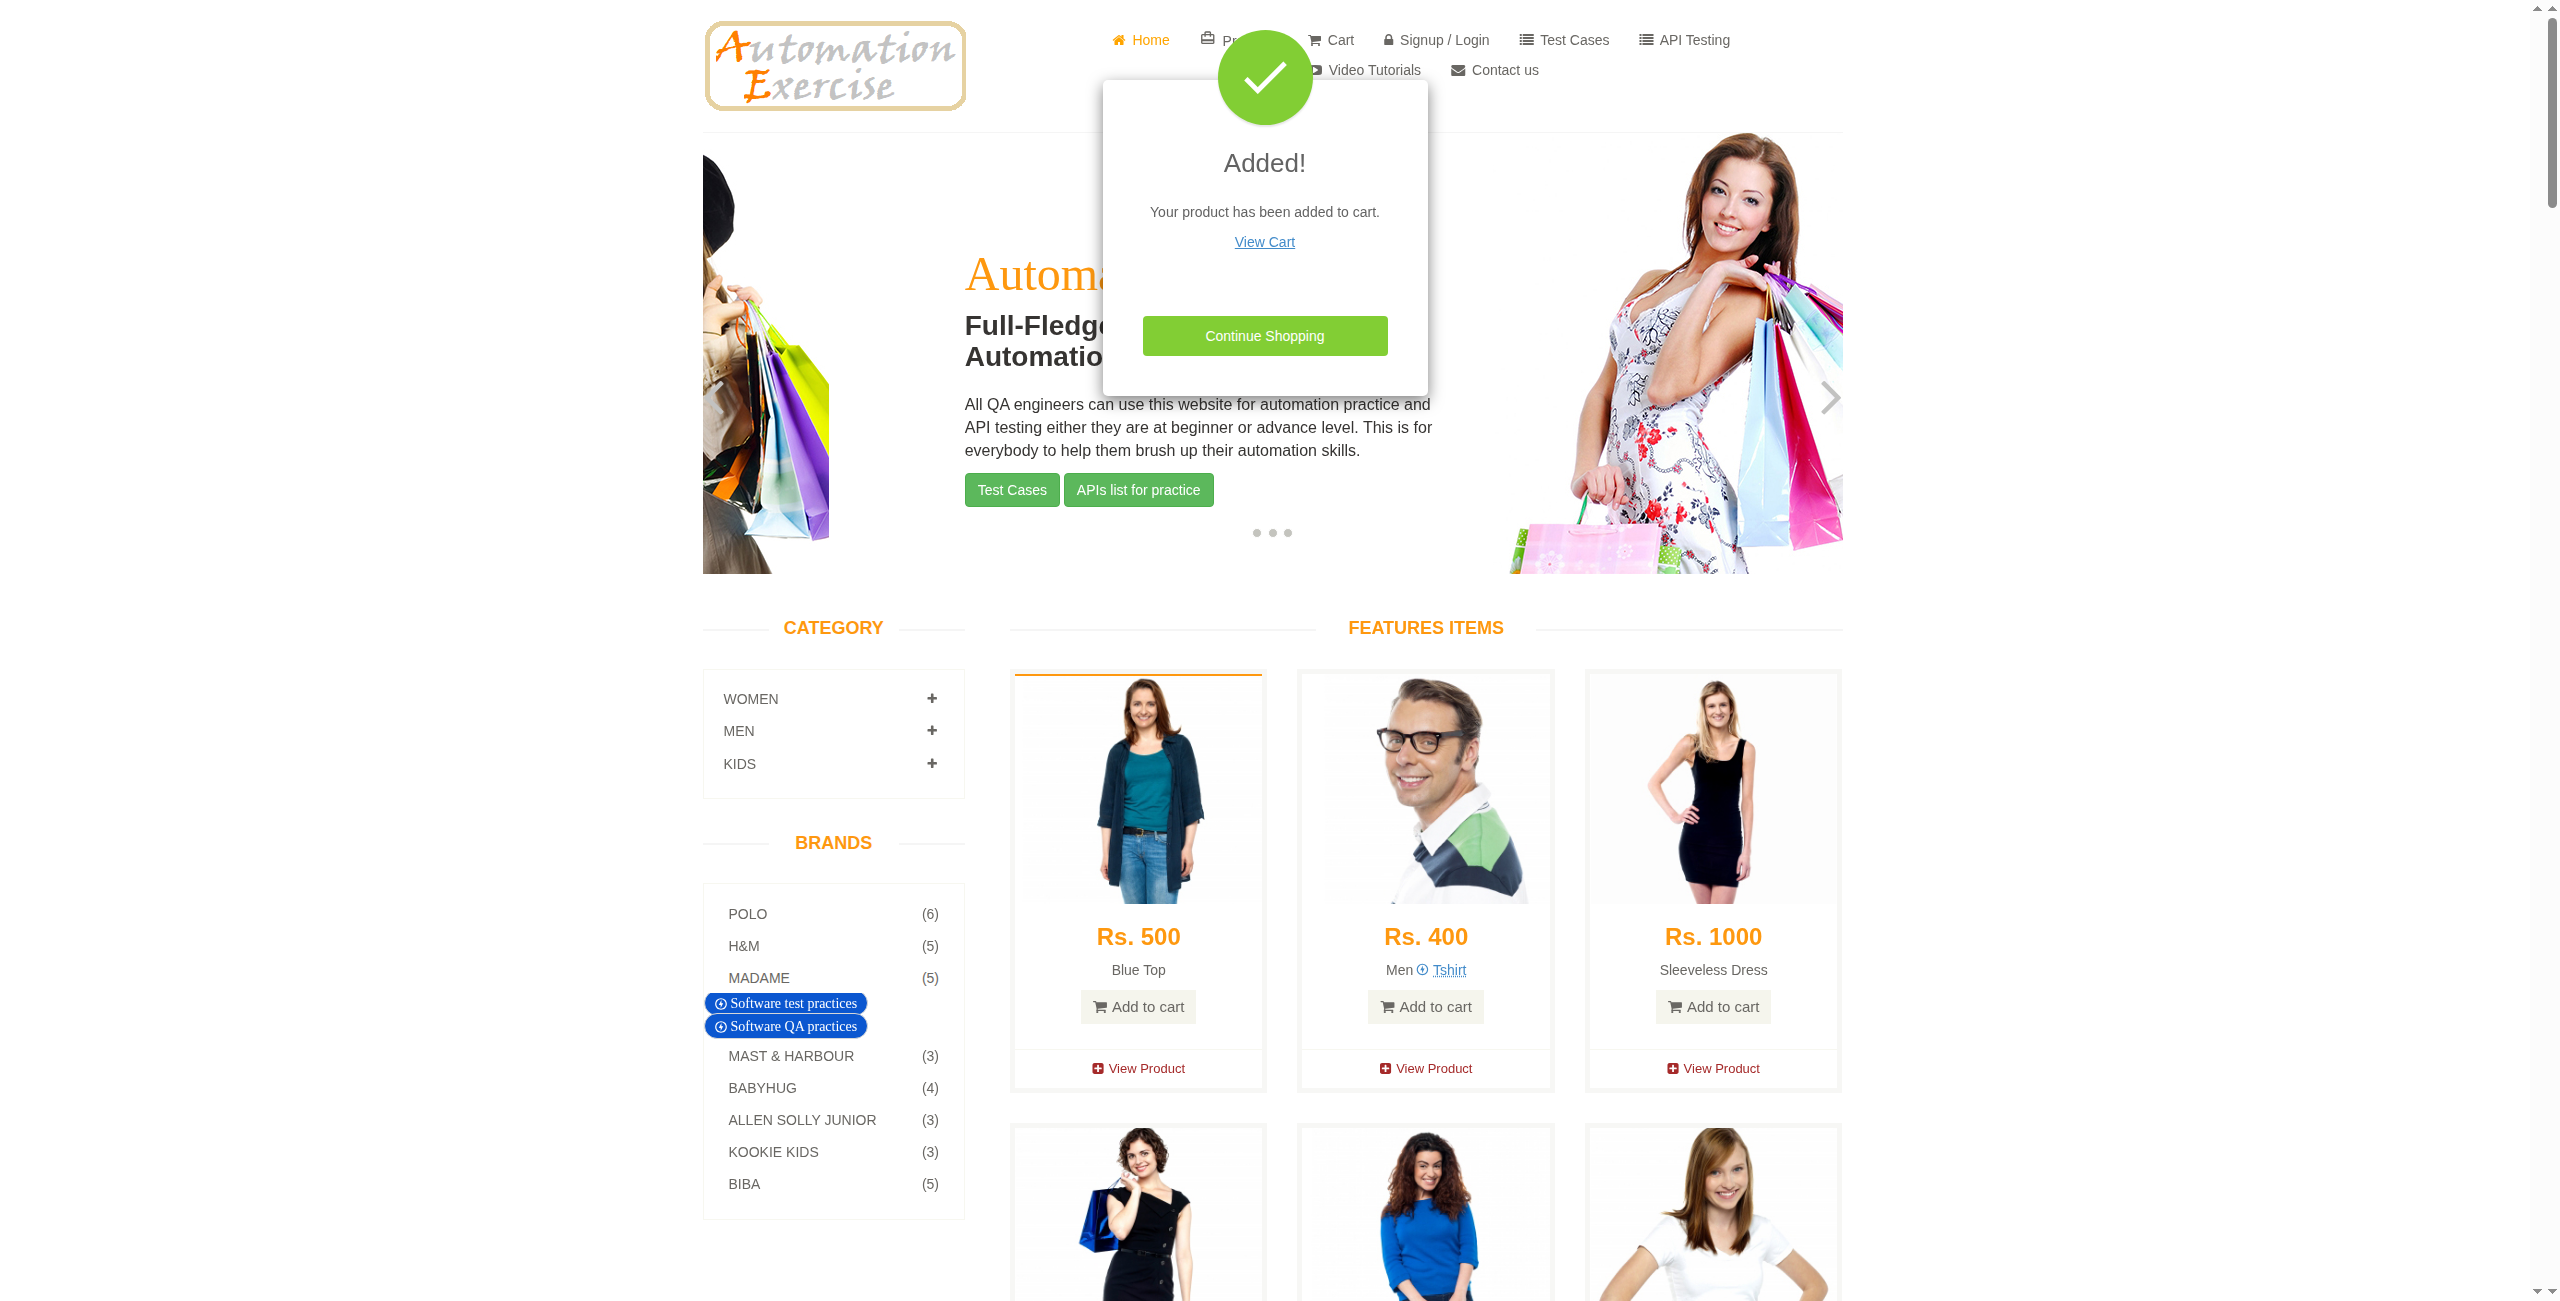 Automation
Exercise
Home
Cart
Signup / Login
Test Cases
API Testing
Video Tutorials
Contact us
Added!
Your product has been added to cart.
View Cart
Continue Shopping
Full-Fledg
Automatio
All QA engineers can use this website for automation practice and
API testing either they are at beginner or advance level. This is for
everybody to help them brush up their automation skills.
Test Cases
APIs list for practice
CATEGORY
WOMEN
MEN
KIDS
BRANDS
POLO (6)
H&M (5)
MADAME (5)
Software test practices
Software QA practices
MAST & HARBOUR (3)
BABYHUG (4)
ALLEN SOLLY JUNIOR (3)
KOOKIE KIDS (3)
BIBA (5)
FEATURES ITEMS
Rs. 500
Blue Top
Add to cart
View Product
Rs. 400
Men Tshirt
Add to cart
View Product
Rs. 1000
Sleeveless Dress
Add to cart
View Product